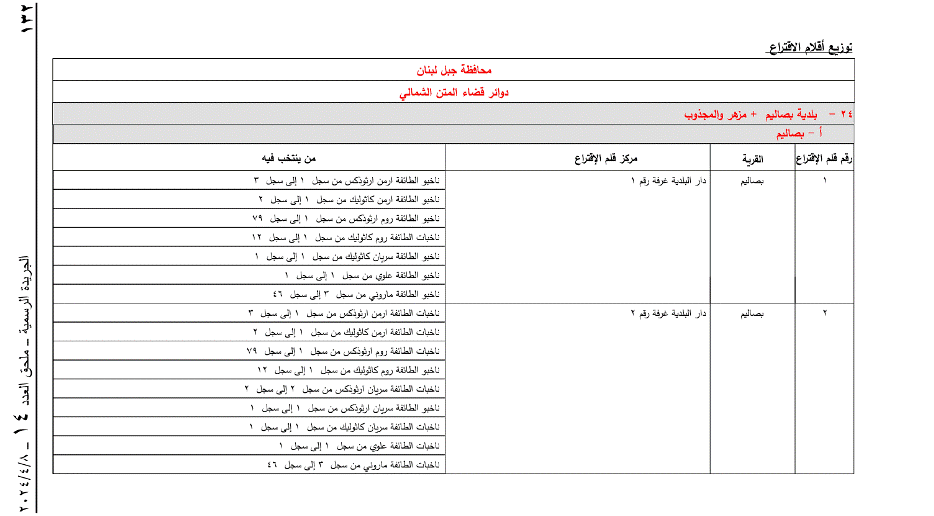 ١٣٢
توزيع أقلام الاقتراع
محافظة جبل لبنان
دوائر قضاء المتن الشمالي
٢٤ - بلدية بصاليم + مزهر والمجذوب
أ - بصاليم
رقم قلم الإقتراع القرية مركز قلم الإقتراع من ينتخب فيه
١ بصاليم دار البلدية غرفة رقم ١ ناخبو الطائفة ارمن ارثوذكس من سجل ١ إلى سجل ٣
ناخبو الطائفة ارمن كاثوليك من سجل ١ إلى سجل ٢
ناخبو الطائفة روم ارثوذكس من سجل ١ إلى سجل ٧٩
ناخبات الطائفة روم كاثوليك من سجل ١ إلى سجل ١٢
ناخبو الطائفة سريان كاثوليك من سجل ١ إلى سجل ١
ناخبو الطائفة علوي من سجل ١ إلى سجل ١
ناخبو الطائفة ماروني من سجل ٣ إلى سجل ٤٦
٢ بصاليم دار البلدية غرفة رقم ٢ ناخبات الطائفة ارمن ارثوذكس من سجل ١ إلى سجل ٣
ناخبات الطائفة ارمن كاثوليك من سجل ١ إلى سجل ٢
ناخبات الطائفة روم ارثوذكس من سجل ١ إلى سجل ٧٩
ناخبو الطائفة روم كاثوليك من سجل ١ إلى سجل ١٢
ناخبات الطائفة سريان ارثوذكس من سجل ٢ إلى سجل ٢
ناخبو الطائفة سريان ارثوذكس من سجل ١ إلى سجل ١
ناخبات الطائفة سريان كاثوليك من سجل ١ إلى سجل ١
ناخبات الطائفة علوي من سجل ١ إلى سجل ١
ناخبات الطائفة ماروني من سجل ٣ إلى سجل ٤٦
الجريدة الرسمية – ملحق العدد ١٤ – ٢٠٢٤/٤/٨